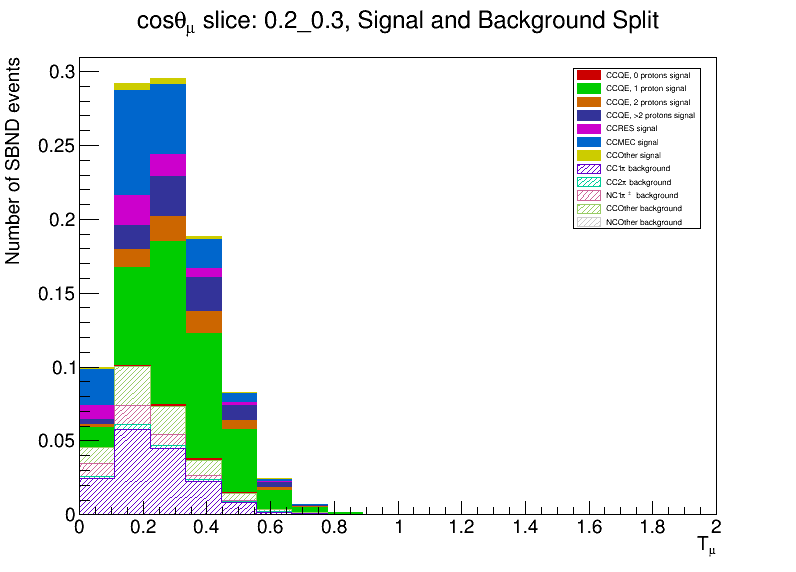 cosθμ slice: 0.2_0.3, Signal and Background Split
Number of SBND events
0.3
0.25
0.2
0.15
0.1
0.05
0
CCQE, 0 protons signal
CCQE, 1 proton signal
CCQE, 2 protons signal
CCQE, >2 protons signal
CCRES signal
CCMEC signal
CCOther signal
CC1π background
CC2π background
NC1π ± background
CCOther background
NCOther background
0 0.2 0.4 0.6 0.8 1 1.2 1.4 1.6 1.8 2
Tμ